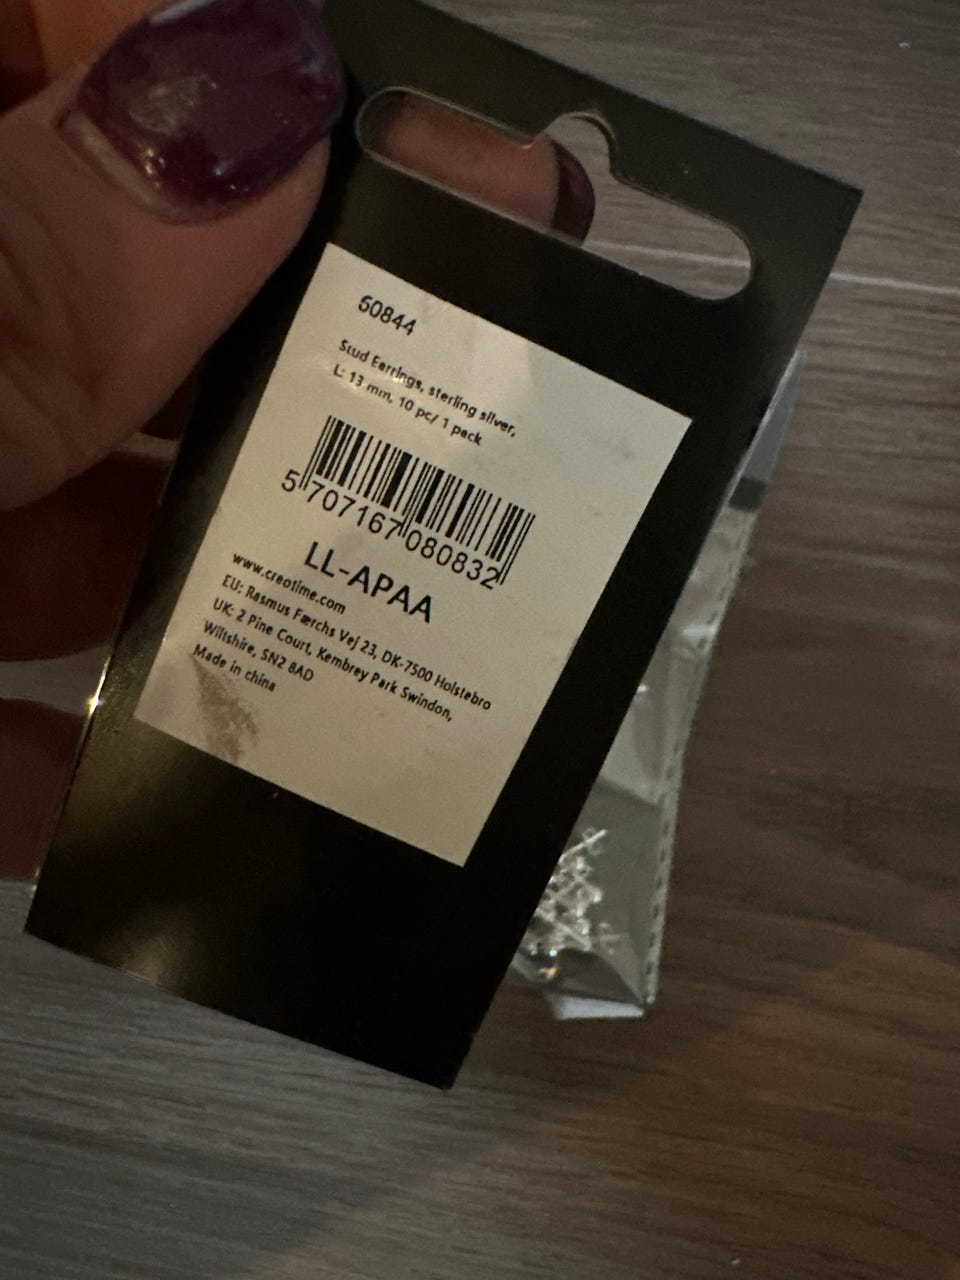 60844
Stud Earrings, sterling silver,
L: 13 mm, 10 pc/ 1 pack
5 707167 080832
LL-APAA
www.creotime.com
EU: Rasmus Færchs Vej 23, DK-7500 Holstebro
UK: 2 Pine Court, Kembrey Park Swindon,
Wiltshire, SN2 8AD
Made in china